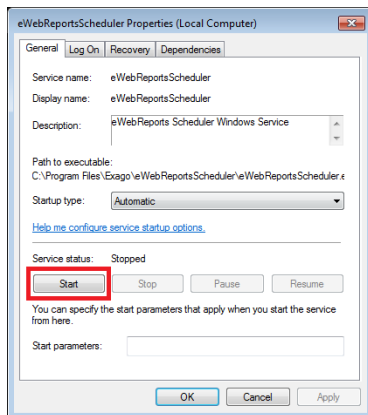 eWebReportsScheduler Properties (Local Computer)
General Log On Recovery Dependencies
Service name: eWebReportsScheduler
Display name: eWebReportsScheduler
Description: eWebReports Scheduler Windows Service
Path to executable:
C:\Program Files\Exago\eWebReportsScheduler\eWebReportsScheduler.e
Startup type: Automatic
Help me configure service startup options.
Service status: Stopped
Start Stop Pause Resume
You can specify the start parameters that apply when you start the service
from here.
Start parameters:
OK Cancel Apply